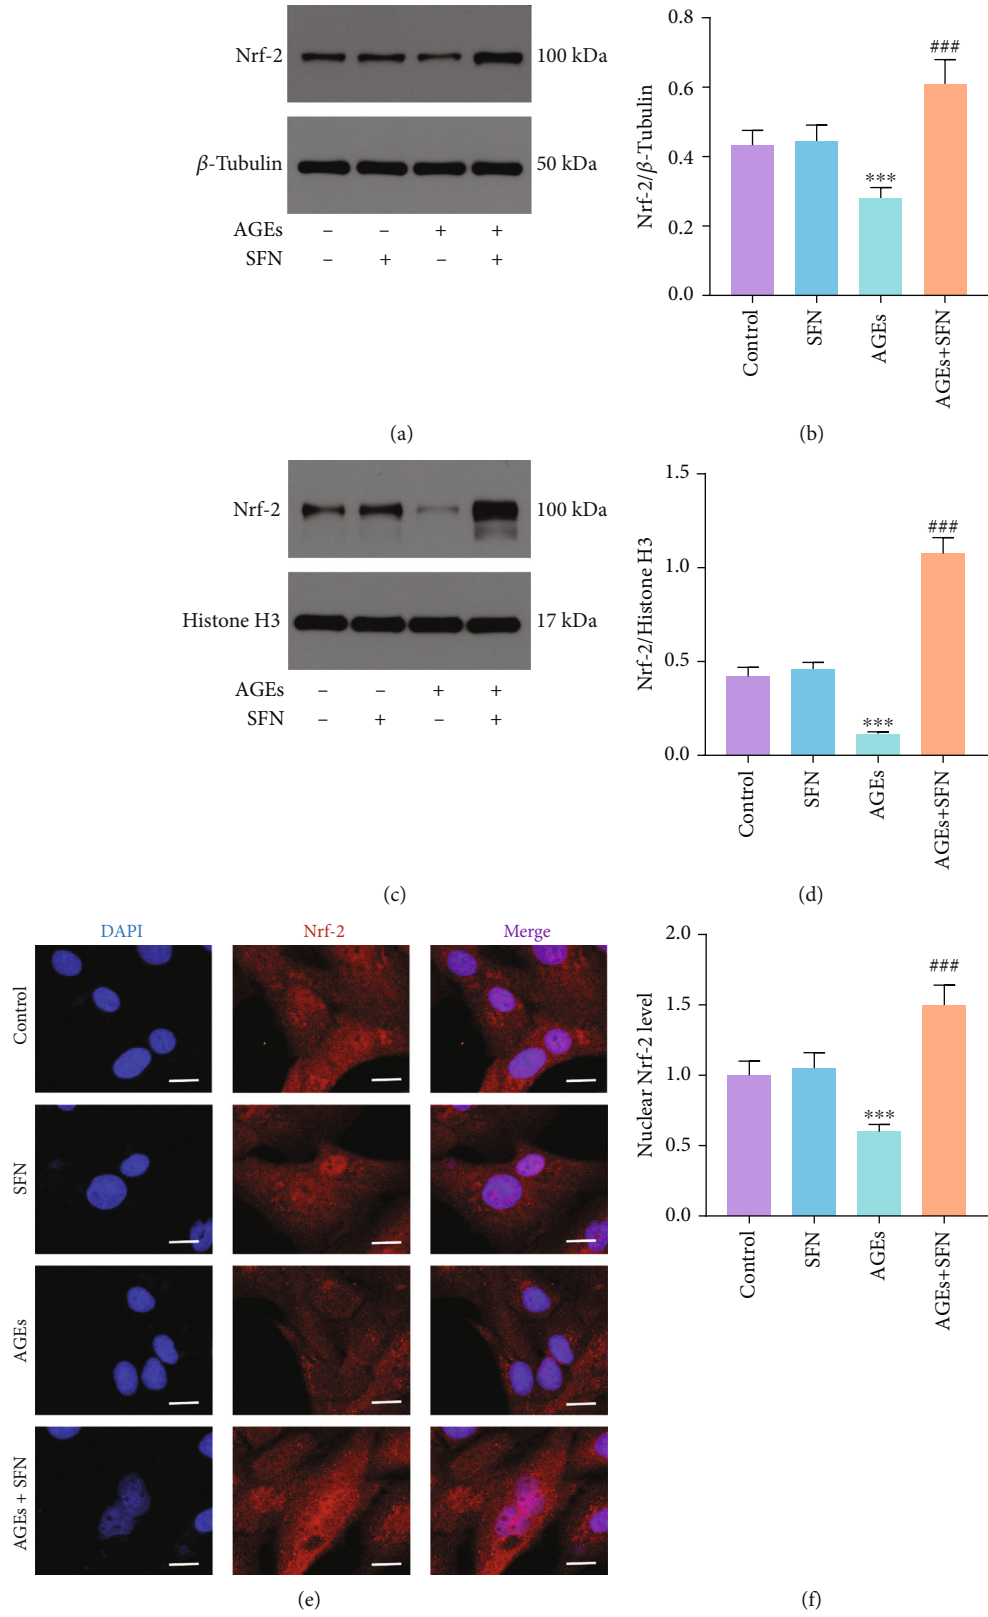 Nrf-2
100 kDa
β-Tubulin
50 kDa
AGEs – – + +
SFN – + – +
(a)
0.8
0.6
0.4
0.2
0.0
Nrf-2/β-Tubulin
***
###
Control
SFN
AGEs
AGEs+SFN
(b)
Nrf-2
100 kDa
Histone H3
17 kDa
AGEs – – + +
SFN – + – +
(c)
1.5
1.0
0.5
0.0
Nrf-2/Histone H3
***
###
Control
SFN
AGEs
AGEs+SFN
(d)
DAPI Nrf-2 Merge
Control
SFN
AGEs
AGEs + SFN
(e)
2.0
1.5
1.0
0.5
0.0
Nuclear Nrf-2 level
***
###
Control
SFN
AGEs
AGEs+SFN
(f)